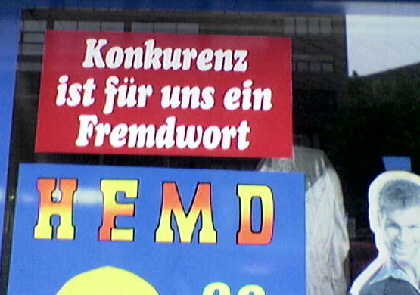 Konkurenz
ist für uns ein
Fremdwort
HEMD